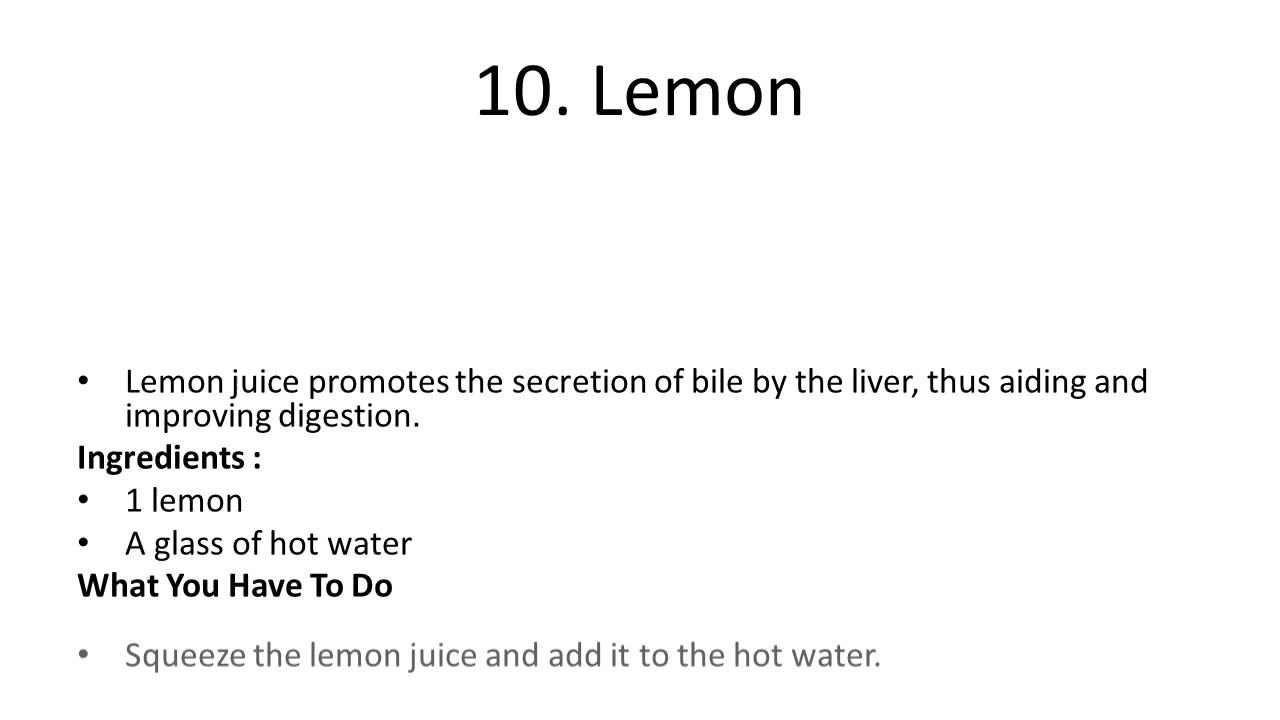 10. Lemon
• Lemon juice promotes the secretion of bile by the liver, thus aiding and
improving digestion.
Ingredients :
• 1 lemon
• A glass of hot water
What You Have To Do
• Squeeze the lemon juice and add it to the hot water.